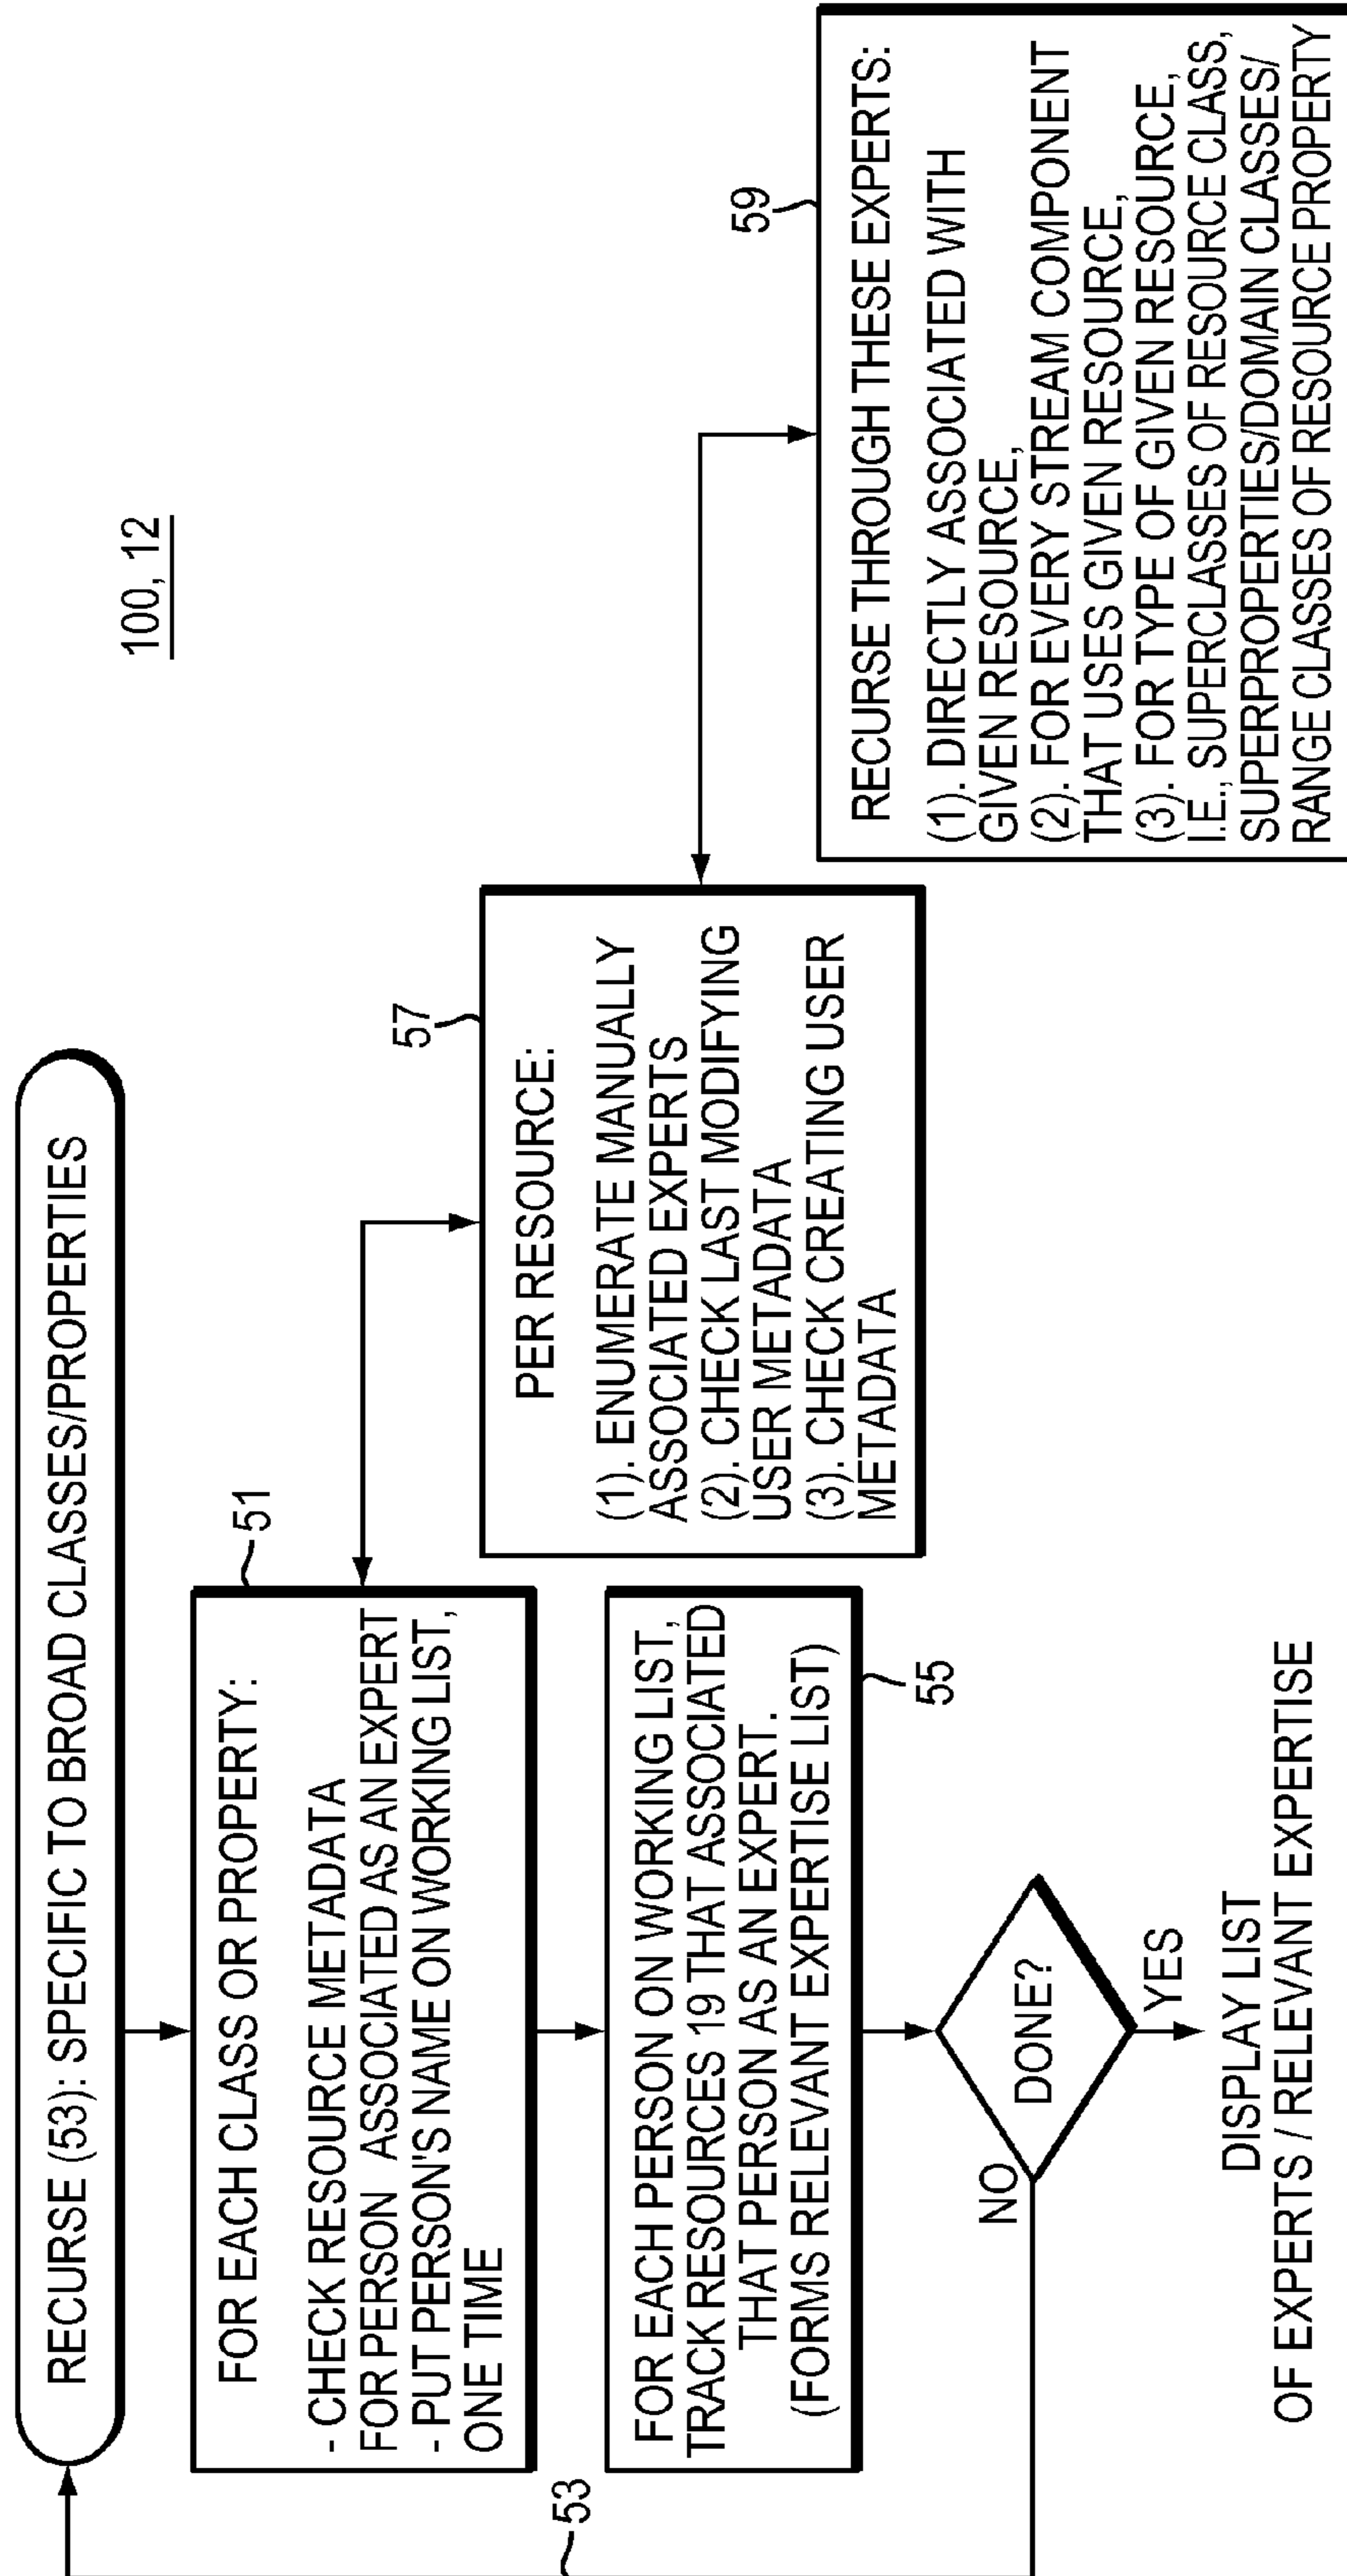 100, 12
RECURSE (53): SPECIFIC TO BROAD CLASSES/PROPERTIES
51
FOR EACH CLASS OR PROPERTY:
- CHECK RESOURCE METADATA
FOR PERSON ASSOCIATED AS AN EXPERT
- PUT PERSON'S NAME ON WORKING LIST,
ONE TIME
53
FOR EACH PERSON ON WORKING LIST,
TRACK RESOURCES 19 THAT ASSOCIATED
THAT PERSON AS AN EXPERT.
(FORMS RELEVANT EXPERTISE LIST)
55
DONE?
NO
YES
DISPLAY LIST
OF EXPERTS / RELEVANT EXPERTISE
57
PER RESOURCE:
(1). ENUMERATE MANUALLY
ASSOCIATED EXPERTS
(2). CHECK LAST MODIFYING
USER METADATA
(3). CHECK CREATING USER
METADATA
59
RECURSE THROUGH THESE EXPERTS:
(1). DIRECTLY ASSOCIATED WITH
GIVEN RESOURCE,
(2). FOR EVERY STREAM COMPONENT
THAT USES GIVEN RESOURCE,
(3). FOR TYPE OF GIVEN RESOURCE,
I.E., SUPERCLASSES OF RESOURCE CLASS,
SUPERPROPERTIES/DOMAIN CLASSES/
RANGE CLASSES OF RESOURCE PROPERTY